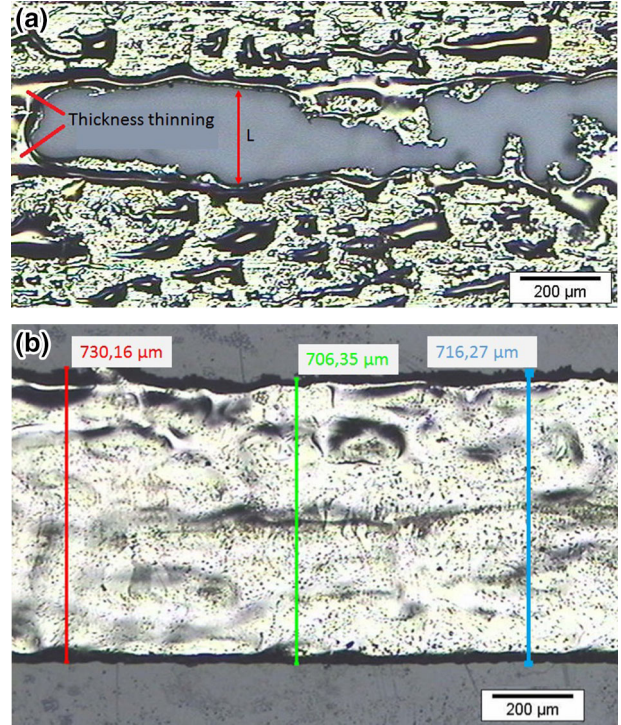 (a)
Thickness thinning
L
200 µm
(b)
730,16 µm
706,35 µm
716,27 µm
200 µm